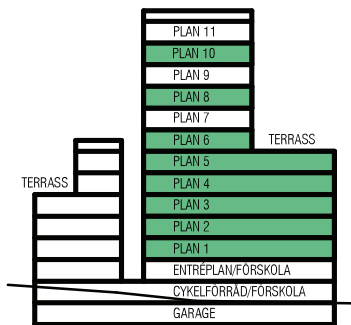 PLAN 11
PLAN 10
PLAN 9
PLAN 8
PLAN 7
PLAN 6
TERRASS
PLAN 5
PLAN 4
TERRASS
PLAN 3
PLAN 2
PLAN 1
ENTRÉPLAN/FÖRSKOLA
CYKELFÖRRÅD/FÖRSKOLA
GARAGE